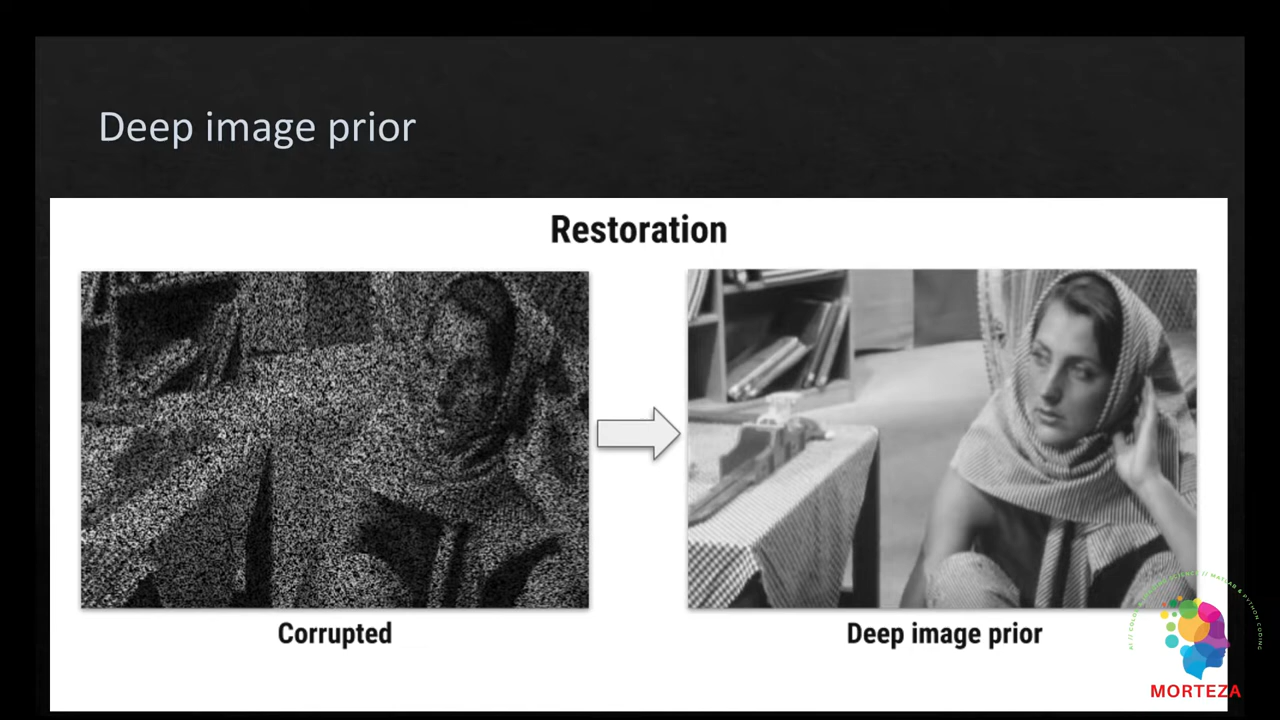 Deep image prior
Restoration
Corrupted
Deep image prior
MORTEZA